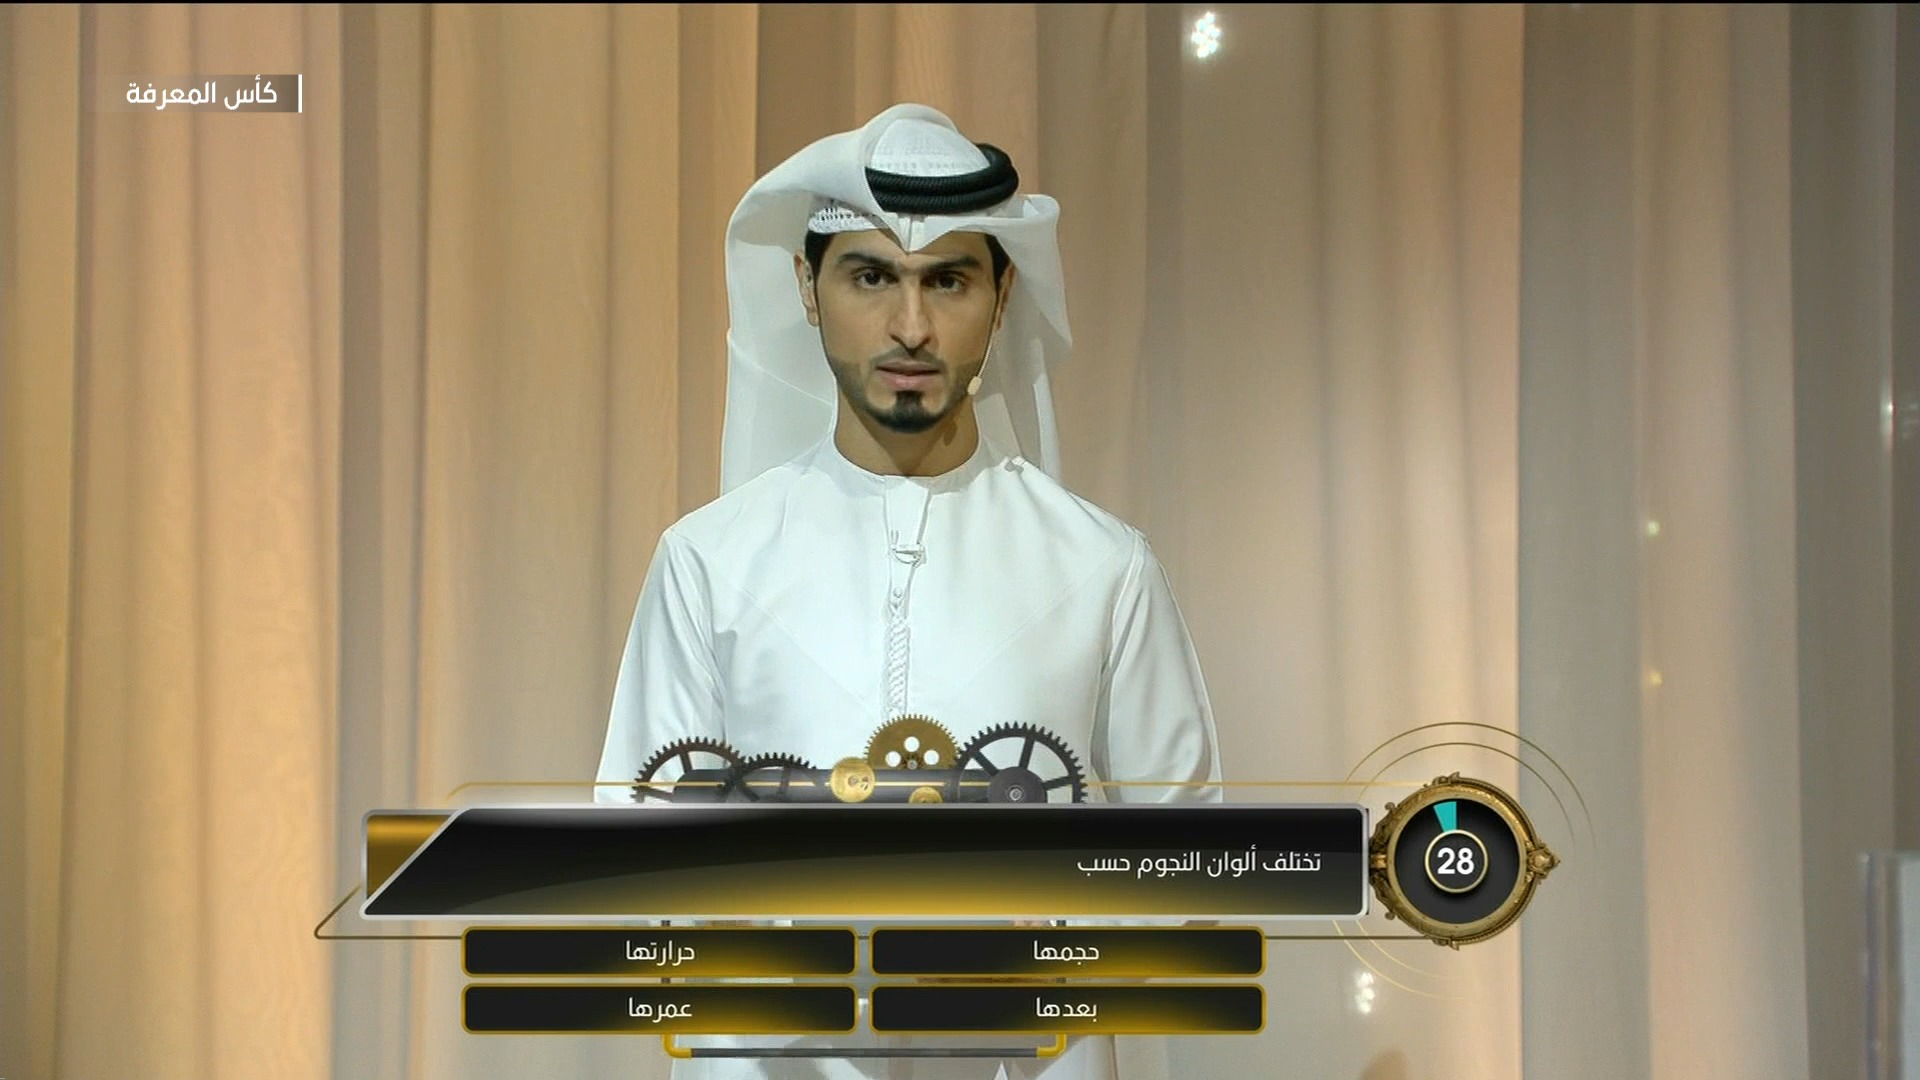 كأس المعرفة
تختلف ألوان النجوم حسب
28
حجمها
حرارتها
بعدها
عمرها